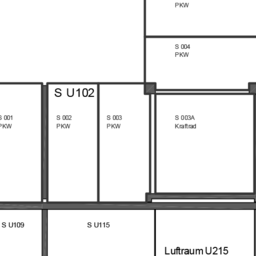 PKW
S 004
PKW
S U102
S 001
PKW
S 002
PKW
S 003
PKW
S 003A
Kraftrad
S U109
S U115
Luftraum U215